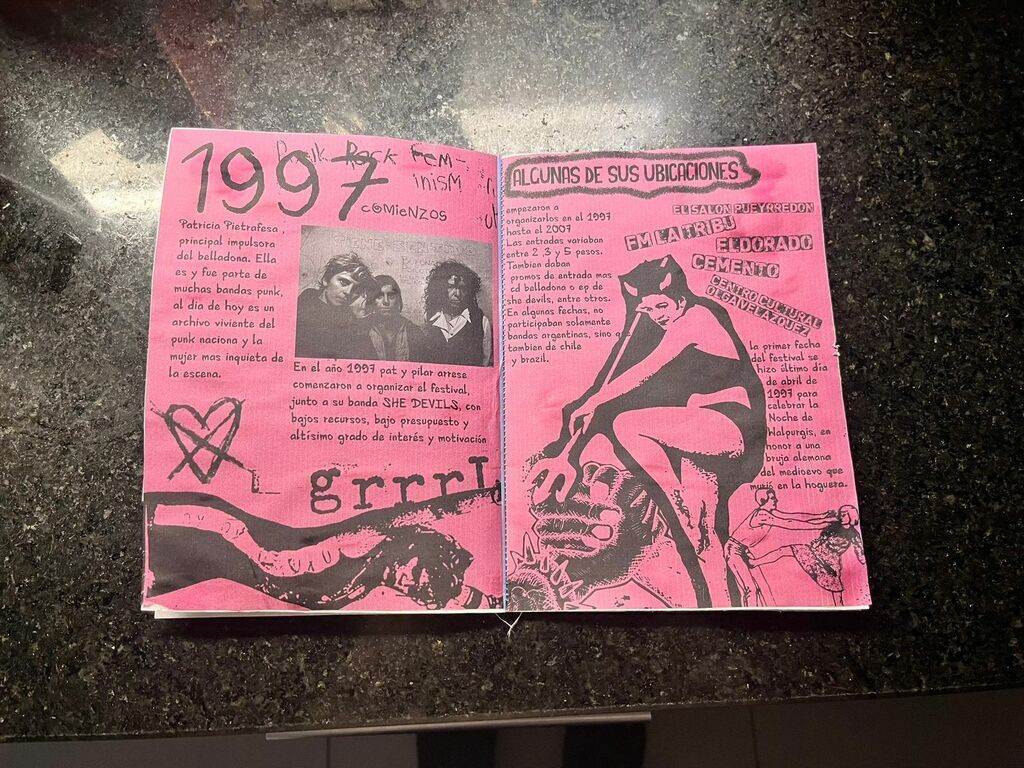 1997
Punk Rock Fem-
inism
comienzos
Patricia Pietrafesa,
principal impulsora
del belladona. Ella
es y fue parte de
muchas bandas punk,
al dia de hoy es un
archivo viviente del
punk naciona y la
mujer mas inquieta de
la escena.
TIENE SENTIDO
En el año 1997 pat y pilar arrese
comenzaron a organizar el festival,
junto a su banda SHE DEVILS, con
bajos recursos, bajo presupuesto y
altísimo grado de interés y motivación
grrrl
ALGUNAS DE SUS UBICACIONES
empezaron a
organizarlos en el 1997
hasta el 2007
Las entradas variaban
entre 2 ,3 y 5 pesos.
Tambien daban
promos de entrada mas
cd belladona o ep de
she devils, entre otros.
En algunas fechas, no
participaban solamente
bandas argentinas, sino q
tambien de chile
y brazil.
EL SALON PUEYRREDON
FM LA TRIBU
ELDORADO
CEMENTO
CENTRO CULTURAL
OLGA VELAZQUEZ
la primer fecha
del festival se
hizo último día
de abril de
1997 para
celebrar la
Noche de
Walpurgis, en
honor a una
bruja alemana
del medioevo que
murió en la hoguera.